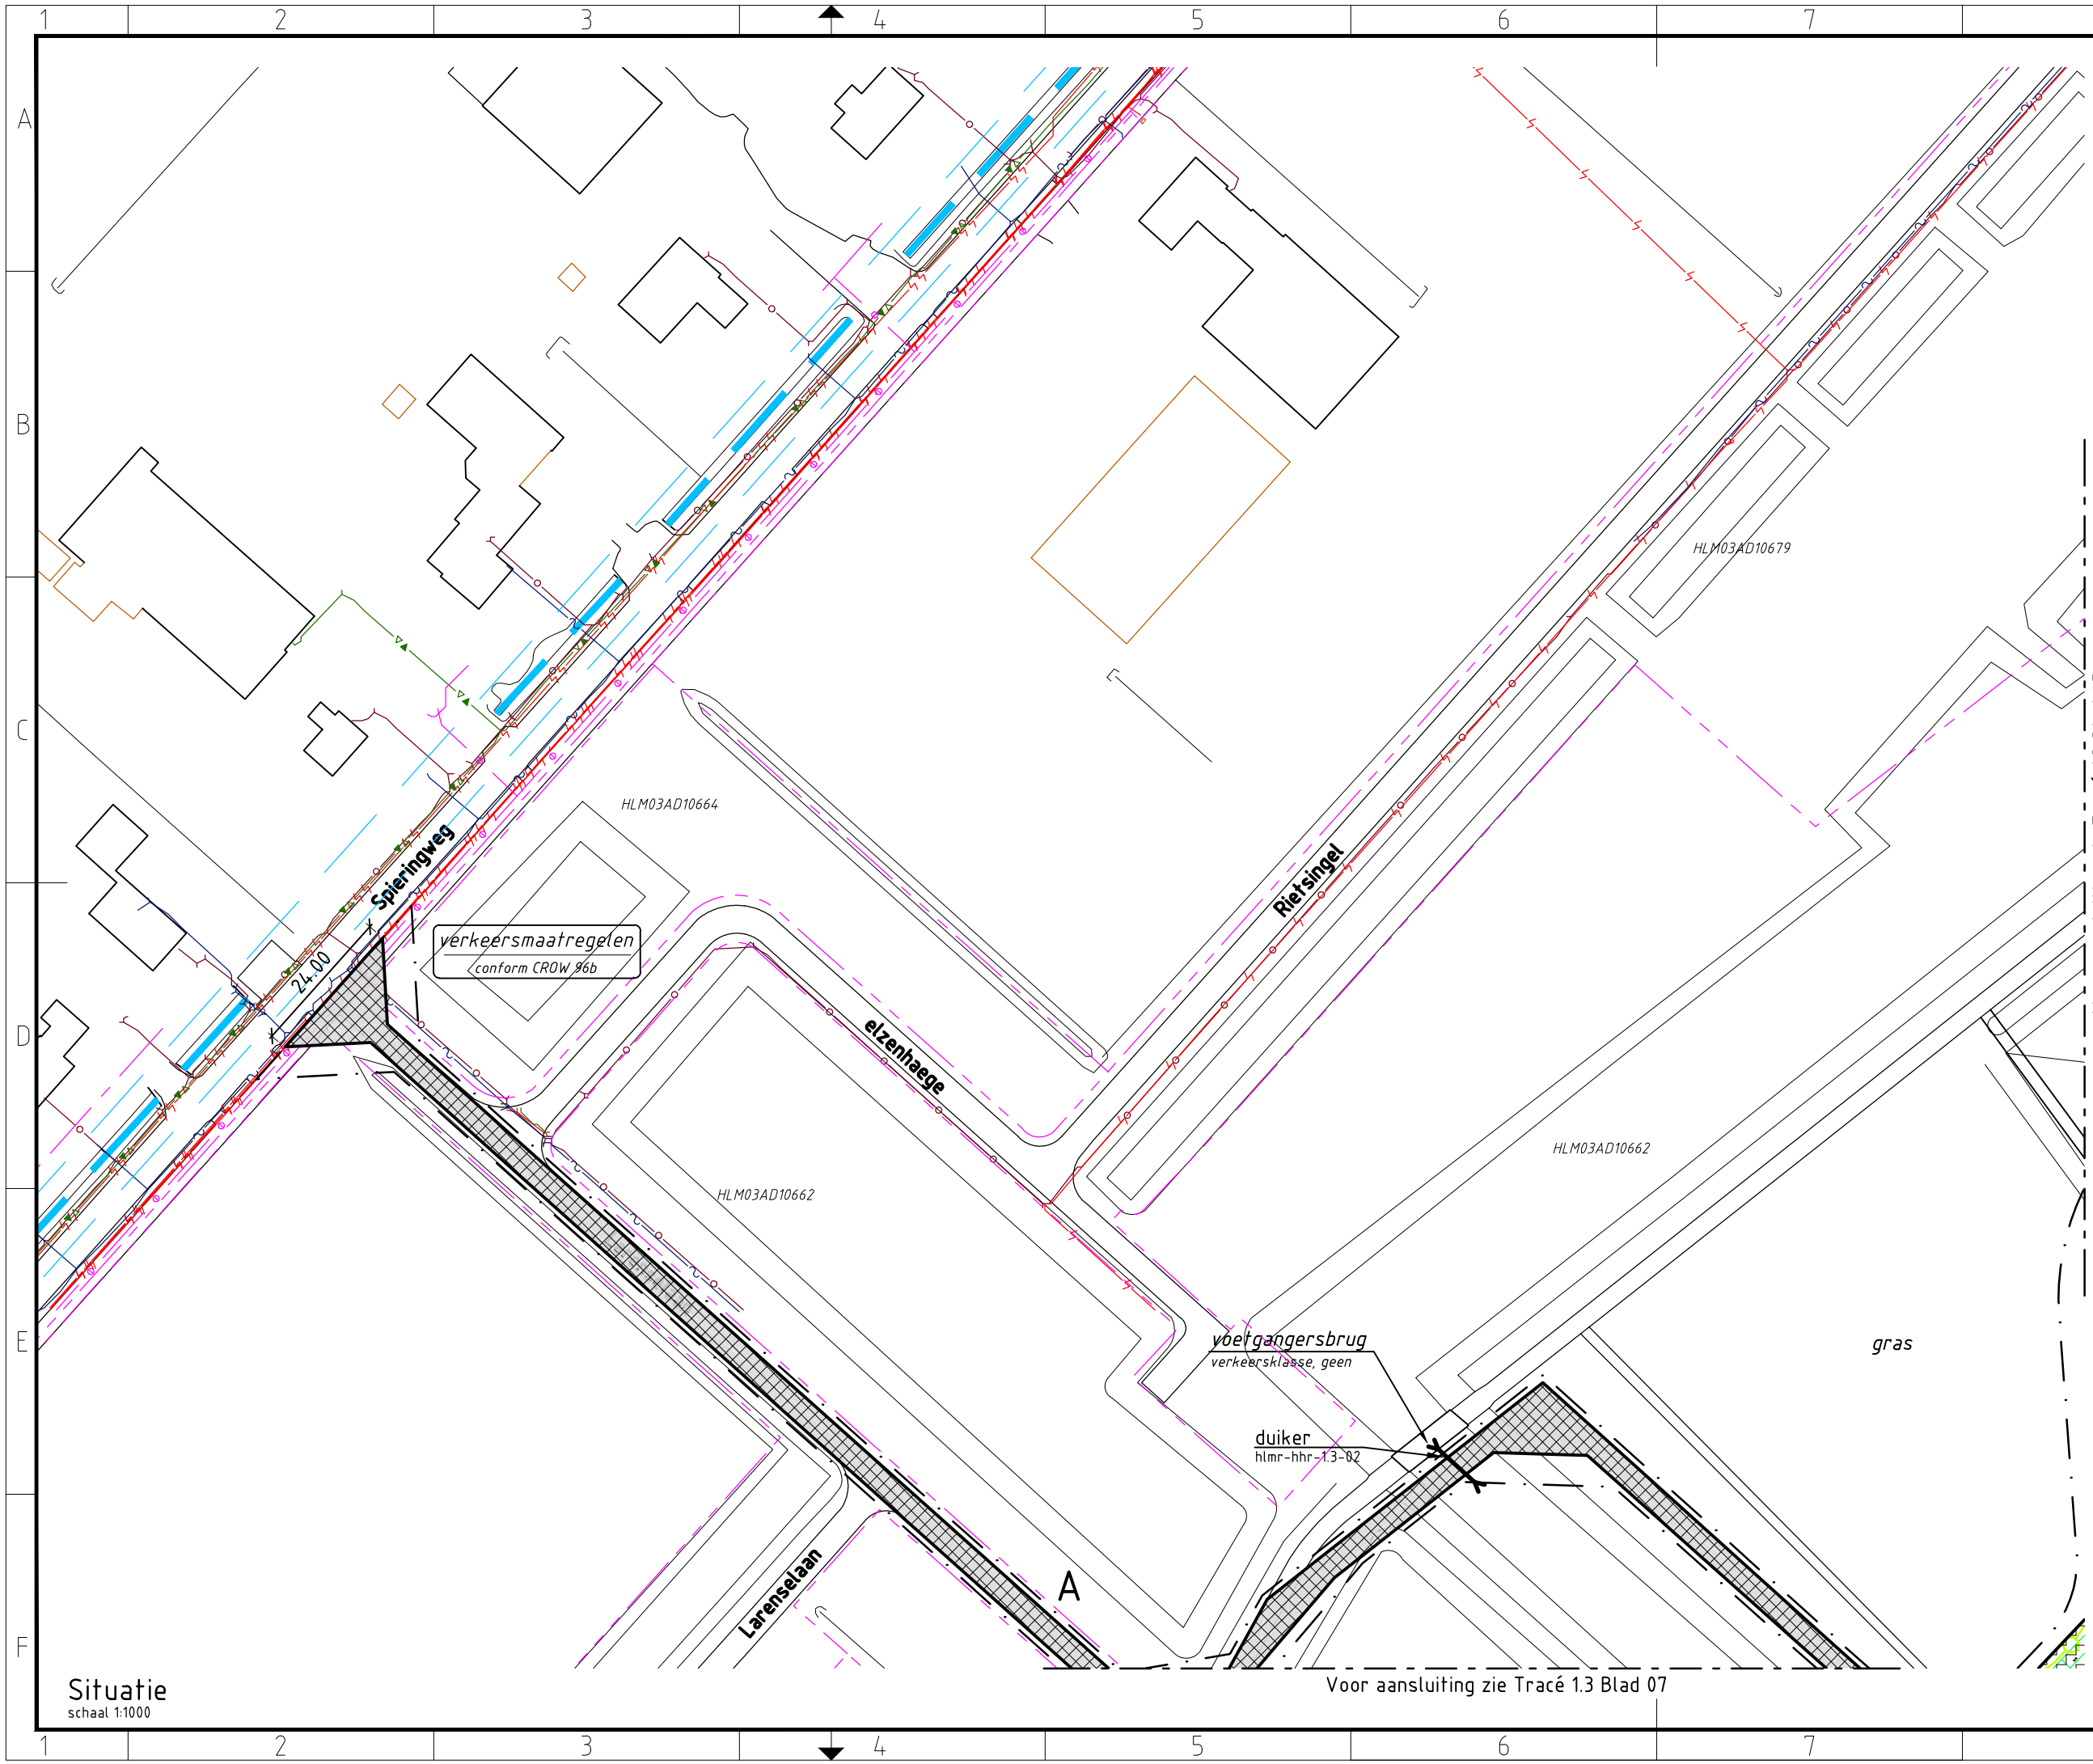 1 2 3 4 5 6 7
A
B
HLM03AD10679
C
HLM03AD10664
Spieringweg
Rietsingel
verkeersmaatregelen
conform CROW 96b
24.00
D
elzenhaege
HLM03AD10662
HLM03AD10662
E
voetgangersbrug
verkeersklasse, geen
gras
duiker
hlmr-hhr-1.3-02
Larenselaan
A
F
Situatie
schaal 1:1000
Voor aansluiting zie Tracé 1.3 Blad 07
1 2 3 4 5 6 7